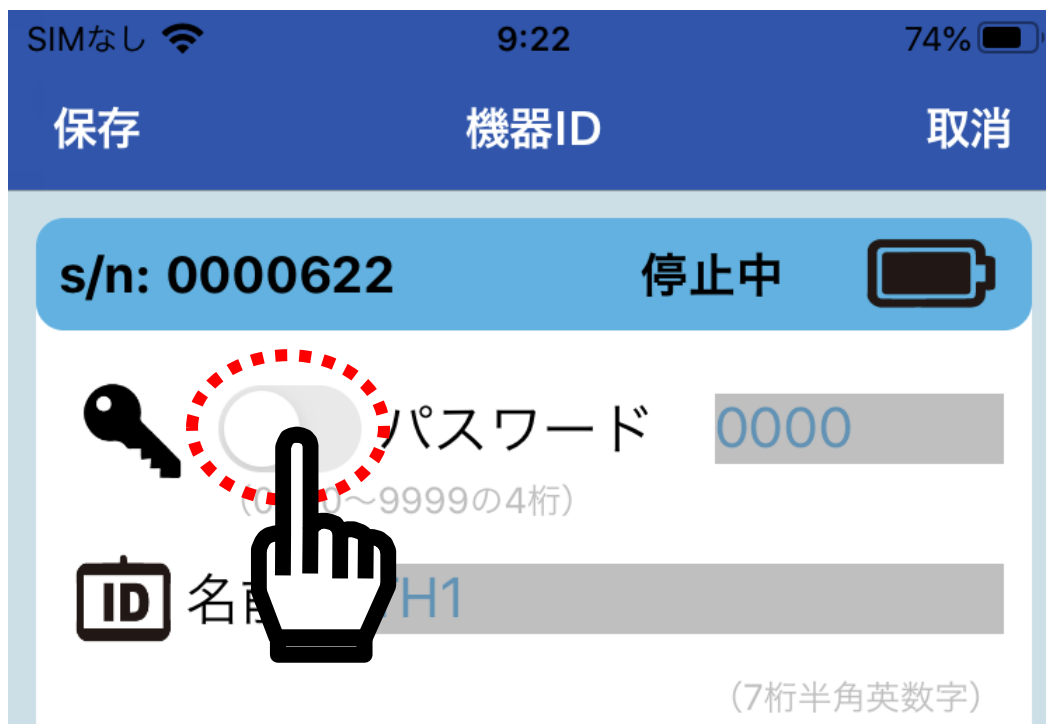 SIMなし 9:22 74%
保存 機器ID 取消
s/n: 0000622 停止中
パスワード 0000
～9999の4桁）
ID 名 H1
（7桁半角英数字）